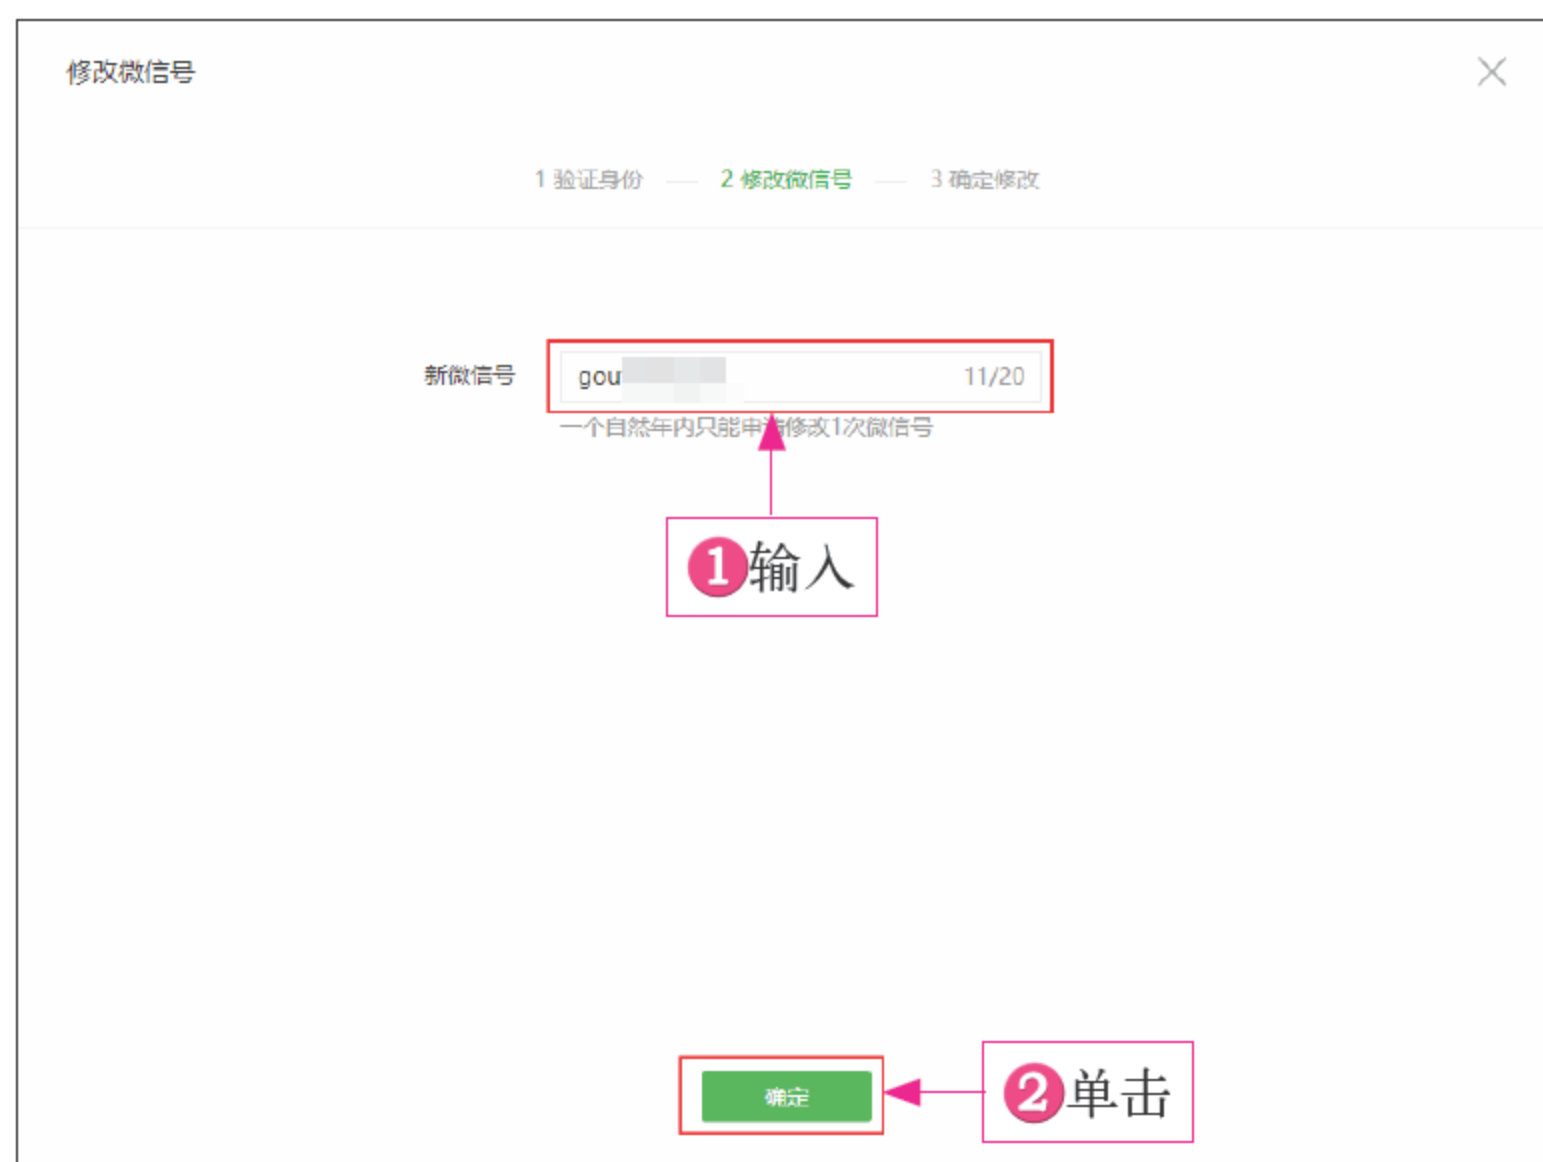 修改微信号
1 验证身份 — 2 修改微信号 — 3 确定修改
新微信号 gou 11/20
一个自然年内只能申请修改1次微信号
1输入
确定
2单击